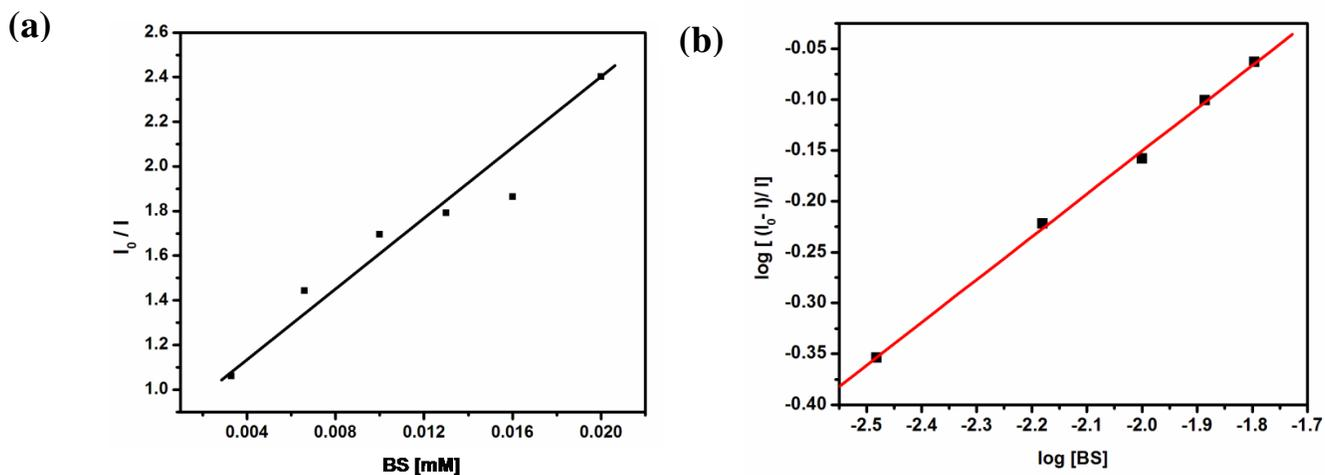 (a)
2.6
2.4
2.2
2.0
1.8
1.6
1.4
1.2
1.0
I₀ / I
0.004 0.008 0.012 0.016 0.020
BS [mM]
(b)
-0.05
-0.10
-0.15
-0.20
-0.25
-0.30
-0.35
-0.40
log [ (I₀- I)/ I]
-2.5 -2.4 -2.3 -2.2 -2.1 -2.0 -1.9 -1.8 -1.7
log [BS]